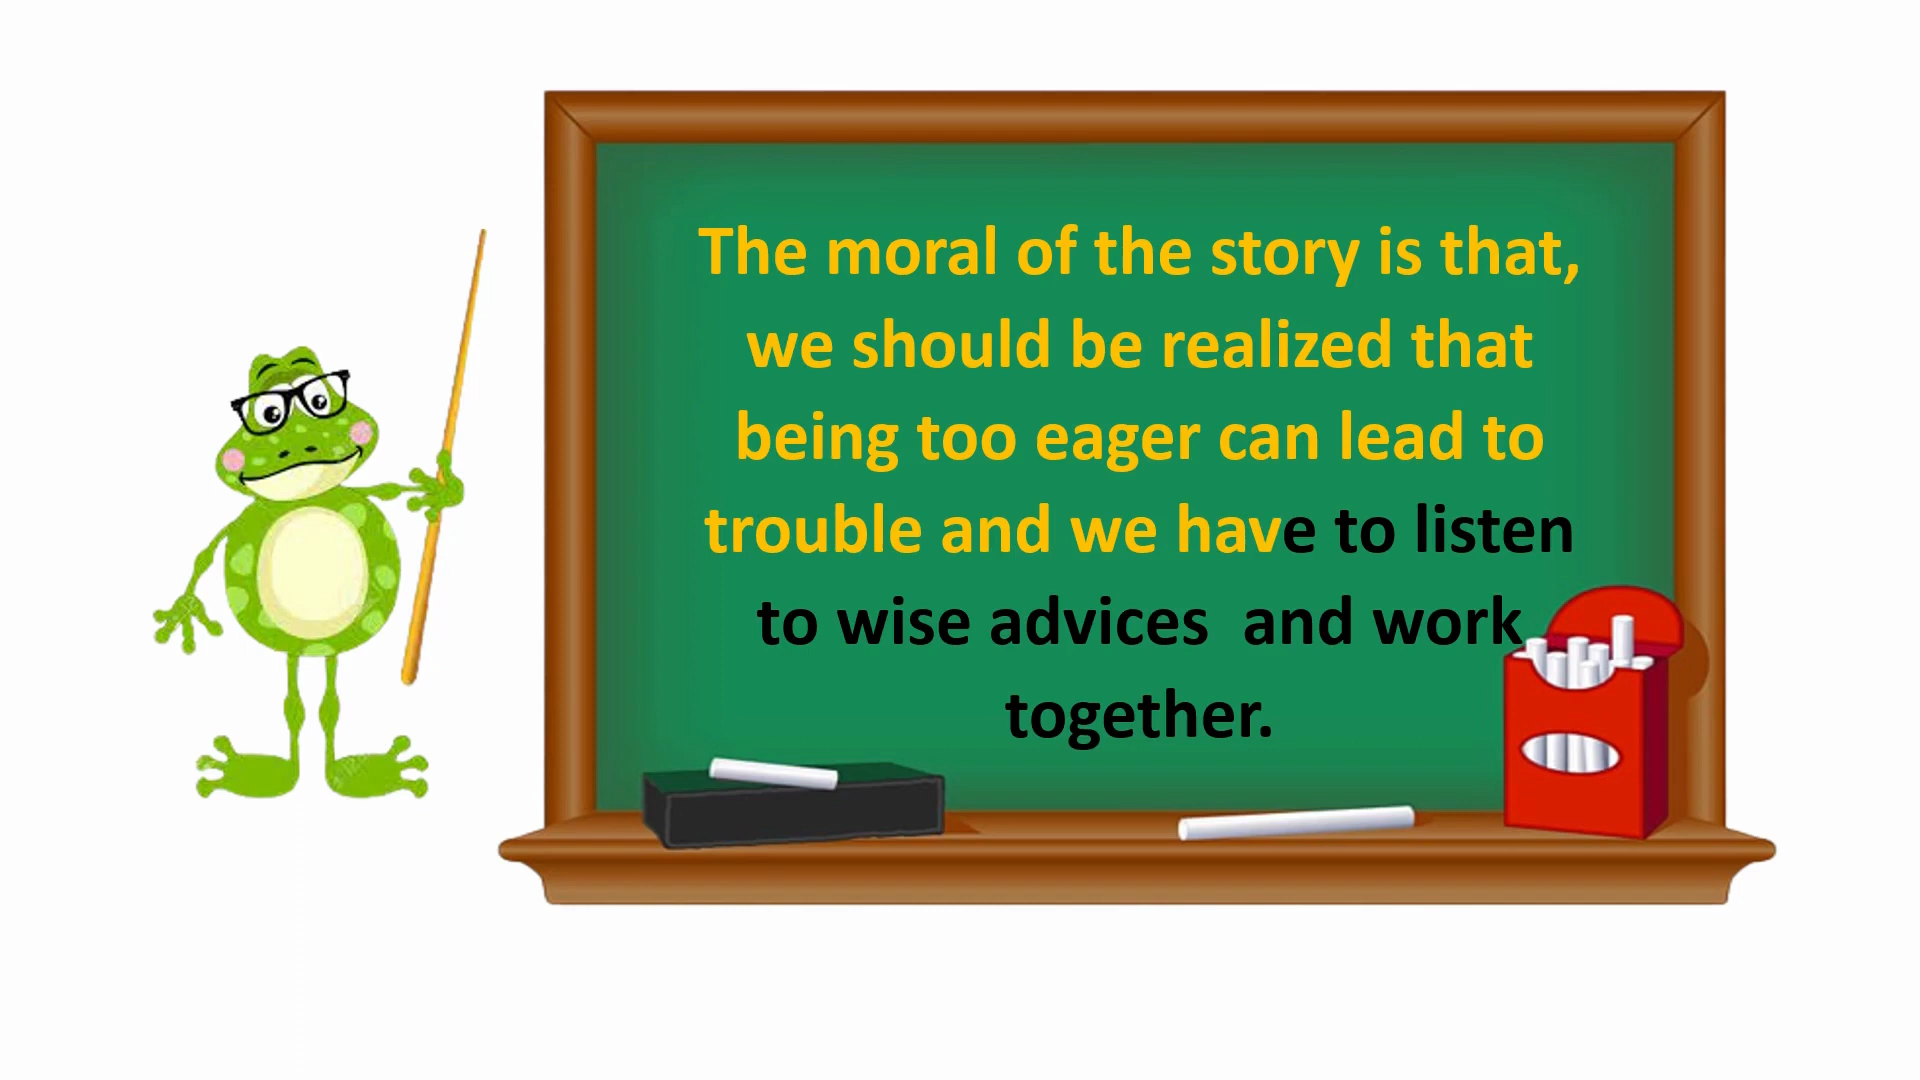 The moral of the story is that,
we should be realized that
being too eager can lead to
trouble and we have to listen
to wise advices  and work
together.